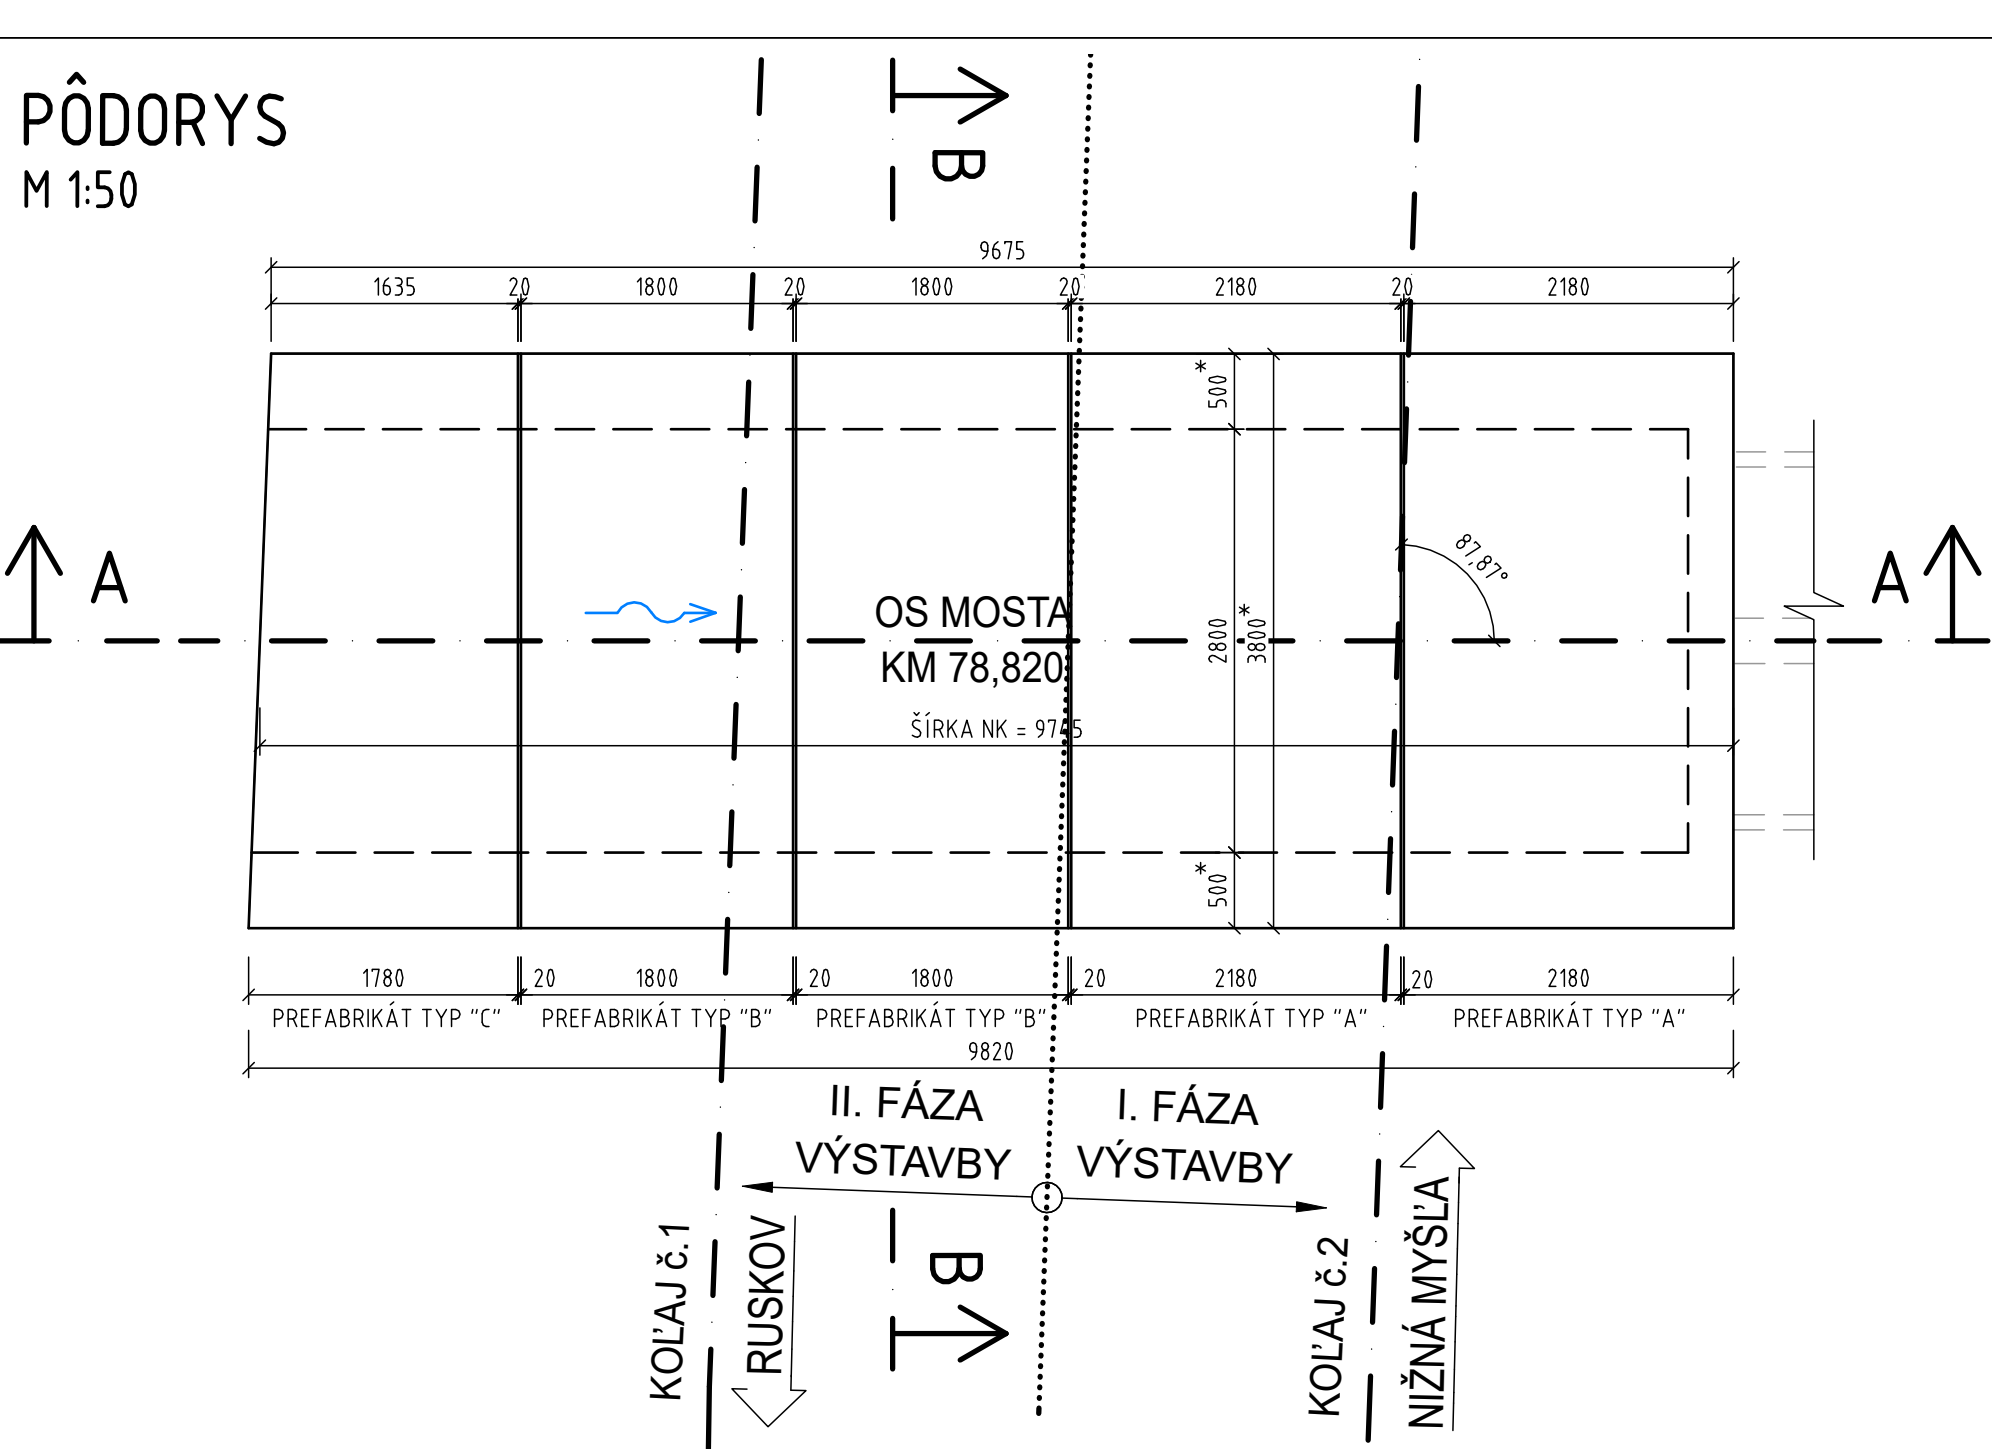 PÔDORYS
M 1:50
B
9675
1635 20 1800 20 1800 20 2180 20 2180
500*
87,87°
A
A
OS MOSTA
KM 78,820
2800
3800*
ŠÍRKA NK = 9745
500*
1780 20 1800 20 1800 20 2180 20 2180
PREFABRIKÁT TYP "C" PREFABRIKÁT TYP "B" PREFABRIKÁT TYP "B" PREFABRIKÁT TYP "A" PREFABRIKÁT TYP "A"
9820
II. FÁZA
VÝSTAVBY
I. FÁZA
VÝSTAVBY
KOĽAJ č.1
RUSKOV
B
KOĽAJ č.2
NIŽNÁ MYŠĽA